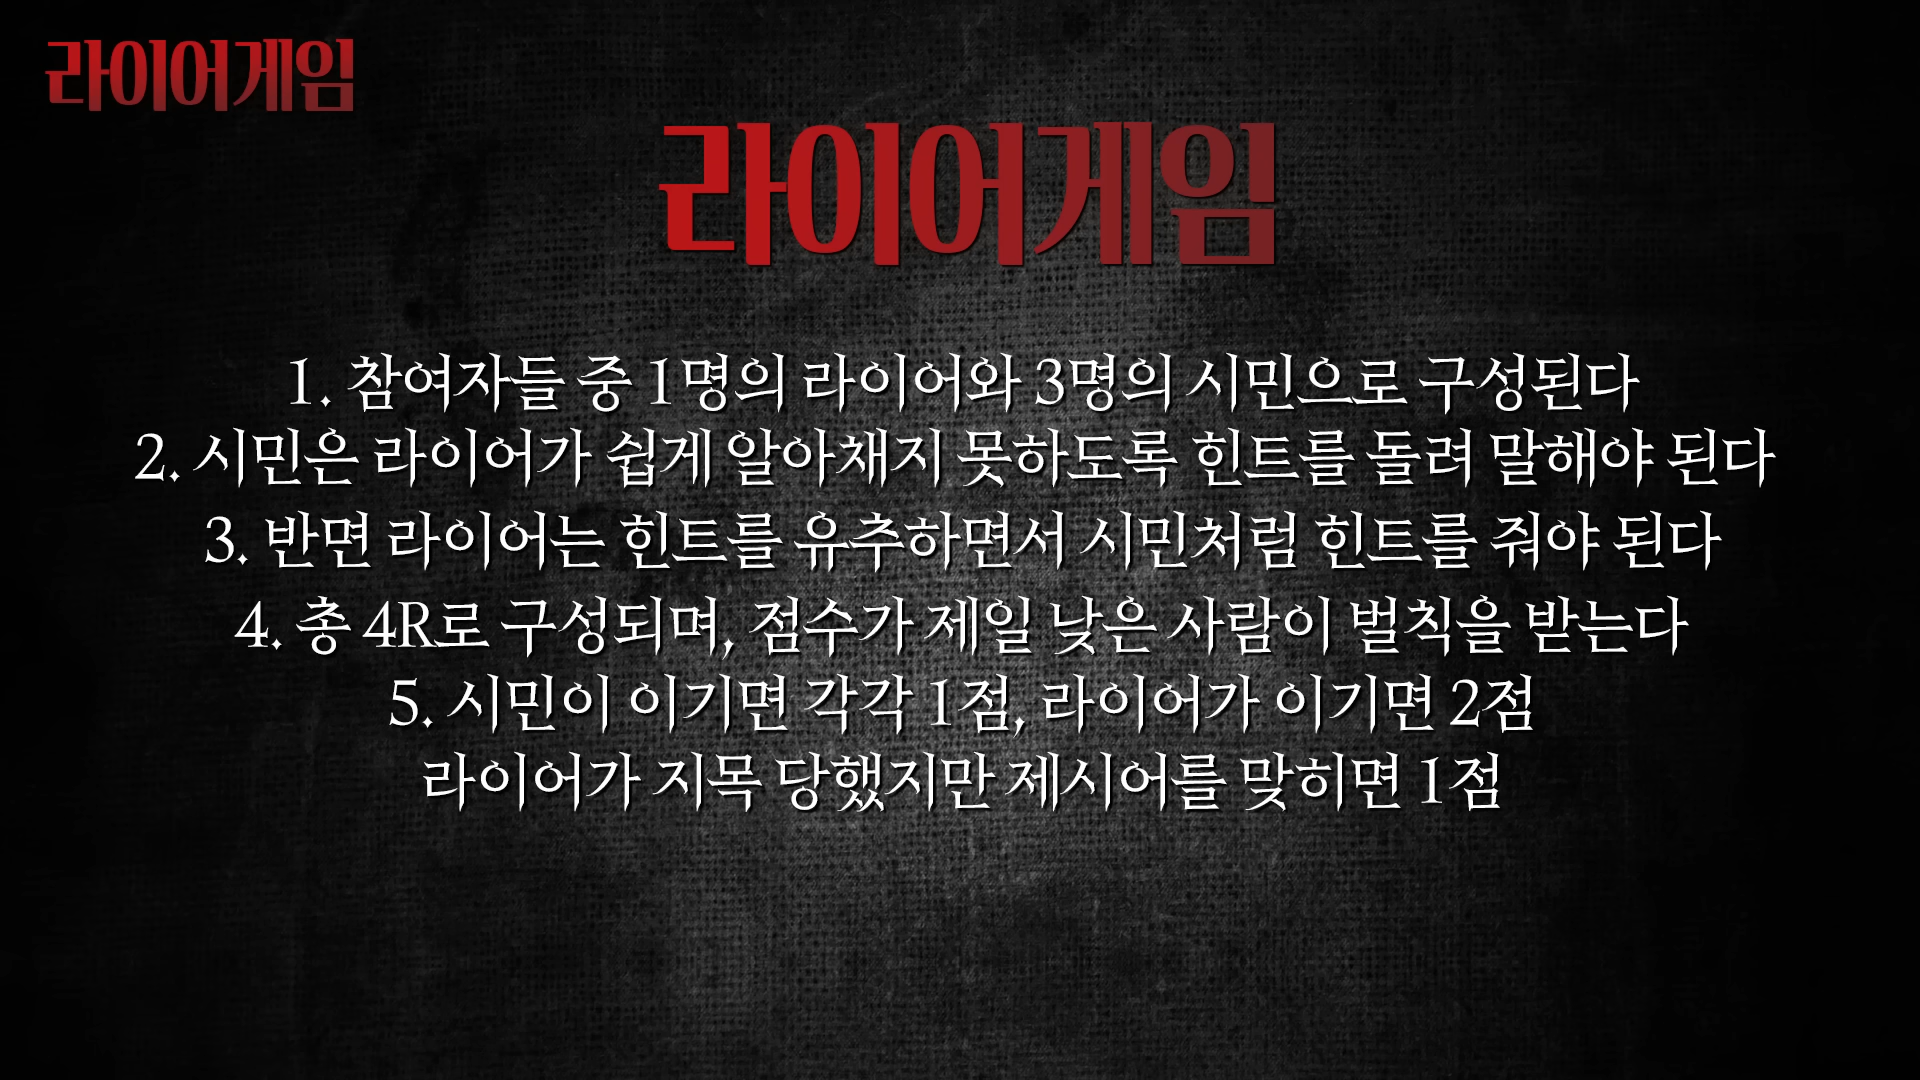 라이어게임
라이어게임
1. 참여자들 중 1명의 라이어와 3명의 시민으로 구성된다
2. 시민은 라이어가 쉽게 알아채지 못하도록 힌트를 돌려 말해야 된다
3. 반면 라이어는 힌트를 유추하면서 시민처럼 힌트를 줘야 된다
4. 총 4R로 구성되며, 점수가 제일 낮은 사람이 벌칙을 받는다
5. 시민이 이기면 각각 1점, 라이어가 이기면 2점
라이어가 지목 당했지만 제시어를 맞히면 1점